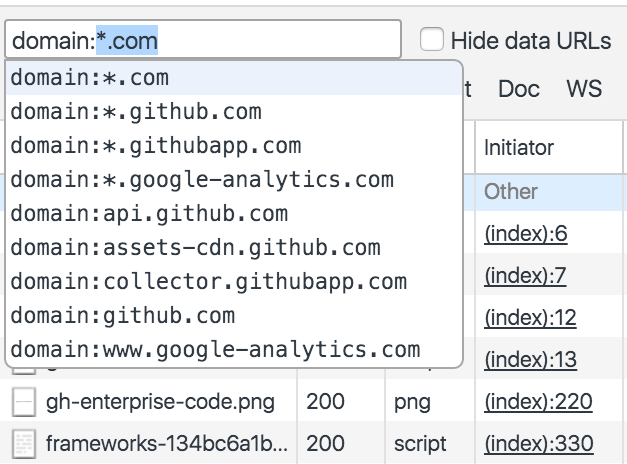 domain:*.com
Hide data URLs
domain:*.com
domain:*.github.com
t Doc WS
domain:*.githubapp.com
Initiator
domain:*.google-analytics.com
Other
domain:api.github.com
(index):6
domain:assets-cdn.github.com
(index):7
domain:collector.githubapp.com
(index):12
domain:github.com
(index):13
domain:www.google-analytics.com
gh-enterprise-code.png 200 png (index):220
frameworks-134bc6a1b... 200 script (index):330